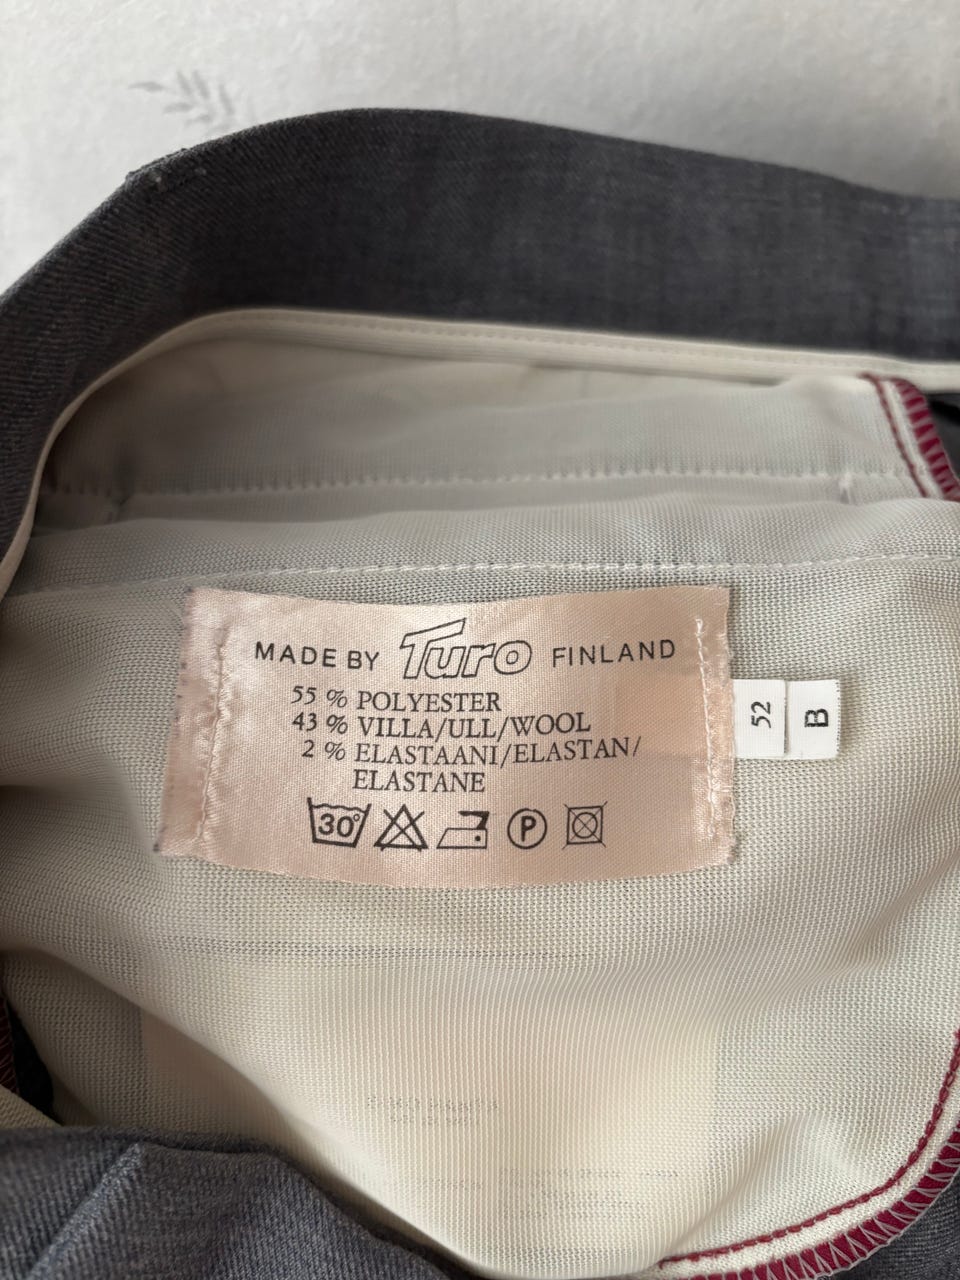 MADE BY Turo FINLAND
55 % POLYESTER
43 % VILLA/ULL/WOOL
2 % ELASTAANI/ELASTAN/
ELASTANE
30° P
52
B